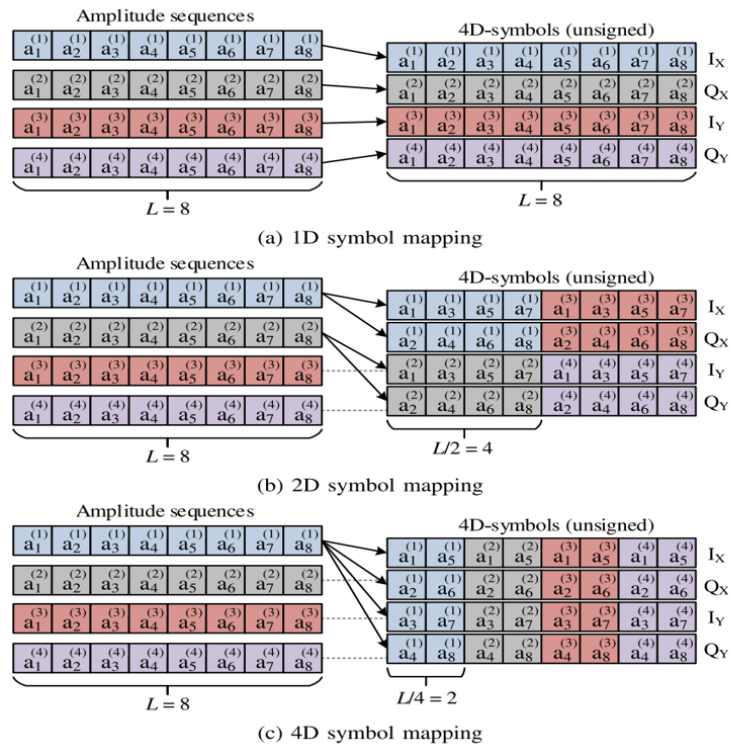 Amplitude sequences
4D-symbols (unsigned)
a₁⁽¹⁾ a₂⁽¹⁾ a₃⁽¹⁾ a₄⁽¹⁾ a₅⁽¹⁾ a₆⁽¹⁾ a₇⁽¹⁾ a₈⁽¹⁾
a₁⁽¹⁾ a₂⁽¹⁾ a₃⁽¹⁾ a₄⁽¹⁾ a₅⁽¹⁾ a₆⁽¹⁾ a₇⁽¹⁾ a₈⁽¹⁾ I_X
a₁⁽²⁾ a₂⁽²⁾ a₃⁽²⁾ a₄⁽²⁾ a₅⁽²⁾ a₆⁽²⁾ a₇⁽²⁾ a₈⁽²⁾
a₁⁽²⁾ a₂⁽²⁾ a₃⁽²⁾ a₄⁽²⁾ a₅⁽²⁾ a₆⁽²⁾ a₇⁽²⁾ a₈⁽²⁾ Q_X
a₁⁽³⁾ a₂⁽³⁾ a₃⁽³⁾ a₄⁽³⁾ a₅⁽³⁾ a₆⁽³⁾ a₇⁽³⁾ a₈⁽³⁾
a₁⁽³⁾ a₂⁽³⁾ a₃⁽³⁾ a₄⁽³⁾ a₅⁽³⁾ a₆⁽³⁾ a₇⁽³⁾ a₈⁽³⁾ I_Y
a₁⁽⁴⁾ a₂⁽⁴⁾ a₃⁽⁴⁾ a₄⁽⁴⁾ a₅⁽⁴⁾ a₆⁽⁴⁾ a₇⁽⁴⁾ a₈⁽⁴⁾
a₁⁽⁴⁾ a₂⁽⁴⁾ a₃⁽⁴⁾ a₄⁽⁴⁾ a₅⁽⁴⁾ a₆⁽⁴⁾ a₇⁽⁴⁾ a₈⁽⁴⁾ Q_Y
L = 8
L = 8
(a) 1D symbol mapping
Amplitude sequences
4D-symbols (unsigned)
a₁⁽¹⁾ a₂⁽¹⁾ a₃⁽¹⁾ a₄⁽¹⁾ a₅⁽¹⁾ a₆⁽¹⁾ a₇⁽¹⁾ a₈⁽¹⁾
a₁⁽¹⁾ a₃⁽¹⁾ a₅⁽¹⁾ a₇⁽¹⁾ a₁⁽³⁾ a₃⁽³⁾ a₅⁽³⁾ a₇⁽³⁾ I_X
a₁⁽²⁾ a₂⁽²⁾ a₃⁽²⁾ a₄⁽²⁾ a₅⁽²⁾ a₆⁽²⁾ a₇⁽²⁾ a₈⁽²⁾
a₂⁽¹⁾ a₄⁽¹⁾ a₆⁽¹⁾ a₈⁽¹⁾ a₂⁽³⁾ a₄⁽³⁾ a₆⁽³⁾ a₈⁽³⁾ Q_X
a₁⁽³⁾ a₂⁽³⁾ a₃⁽³⁾ a₄⁽³⁾ a₅⁽³⁾ a₆⁽³⁾ a₇⁽³⁾ a₈⁽³⁾
a₁⁽²⁾ a₃⁽²⁾ a₅⁽²⁾ a₇⁽²⁾ a₁⁽⁴⁾ a₃⁽⁴⁾ a₅⁽⁴⁾ a₇⁽⁴⁾ I_Y
a₁⁽⁴⁾ a₂⁽⁴⁾ a₃⁽⁴⁾ a₄⁽⁴⁾ a₅⁽⁴⁾ a₆⁽⁴⁾ a₇⁽⁴⁾ a₈⁽⁴⁾
a₂⁽²⁾ a₄⁽²⁾ a₆⁽²⁾ a₈⁽²⁾ a₂⁽⁴⁾ a₄⁽⁴⁾ a₆⁽⁴⁾ a₈⁽⁴⁾ Q_Y
L = 8
L/2 = 4
(b) 2D symbol mapping
Amplitude sequences
4D-symbols (unsigned)
a₁⁽¹⁾ a₂⁽¹⁾ a₃⁽¹⁾ a₄⁽¹⁾ a₅⁽¹⁾ a₆⁽¹⁾ a₇⁽¹⁾ a₈⁽¹⁾
a₁⁽¹⁾ a₅⁽¹⁾ a₁⁽²⁾ a₅⁽²⁾ a₁⁽³⁾ a₅⁽³⁾ a₁⁽⁴⁾ a₅⁽⁴⁾ I_X
a₁⁽²⁾ a₂⁽²⁾ a₃⁽²⁾ a₄⁽²⁾ a₅⁽²⁾ a₆⁽²⁾ a₇⁽²⁾ a₈⁽²⁾
a₂⁽¹⁾ a₆⁽¹⁾ a₂⁽²⁾ a₆⁽²⁾ a₂⁽³⁾ a₆⁽³⁾ a₂⁽⁴⁾ a₆⁽⁴⁾ Q_X
a₁⁽³⁾ a₂⁽³⁾ a₃⁽³⁾ a₄⁽³⁾ a₅⁽³⁾ a₆⁽³⁾ a₇⁽³⁾ a₈⁽³⁾
a₃⁽¹⁾ a₇⁽¹⁾ a₃⁽²⁾ a₇⁽²⁾ a₃⁽³⁾ a₇⁽³⁾ a₃⁽⁴⁾ a₇⁽⁴⁾ I_Y
a₁⁽⁴⁾ a₂⁽⁴⁾ a₃⁽⁴⁾ a₄⁽⁴⁾ a₅⁽⁴⁾ a₆⁽⁴⁾ a₇⁽⁴⁾ a₈⁽⁴⁾
a₄⁽¹⁾ a₈⁽¹⁾ a₄⁽²⁾ a₈⁽²⁾ a₄⁽³⁾ a₈⁽³⁾ a₄⁽⁴⁾ a₈⁽⁴⁾ Q_Y
L = 8
L/4 = 2
(c) 4D symbol mapping